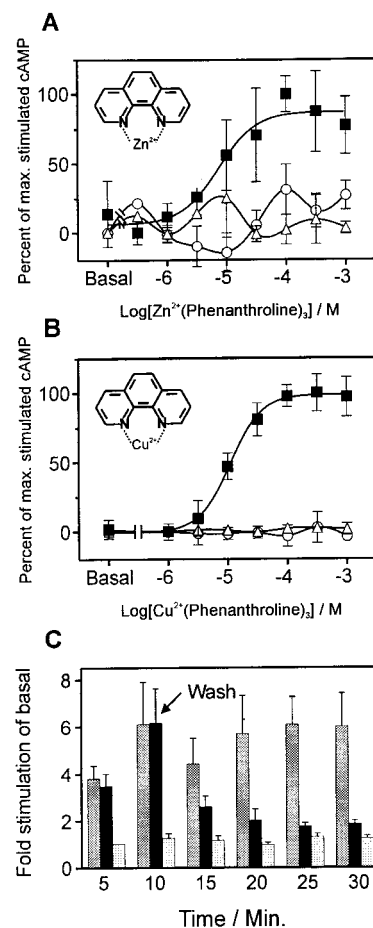 A
Percent of max. stimulated cAMP
100
50
0
N
N
Zn²⁺
Basal
-6
-5
-4
-3
Log[Zn²⁺(Phenanthroline)₃] / M
B
Percent of max. stimulated cAMP
100
50
0
N
N
Cu²⁺
Basal
-6
-5
-4
-3
Log[Cu²⁺(Phenanthroline)₃] / M
C
Fold stimulation of basal
8
6
4
2
0
Wash
5
10
15
20
25
30
Time / Min.